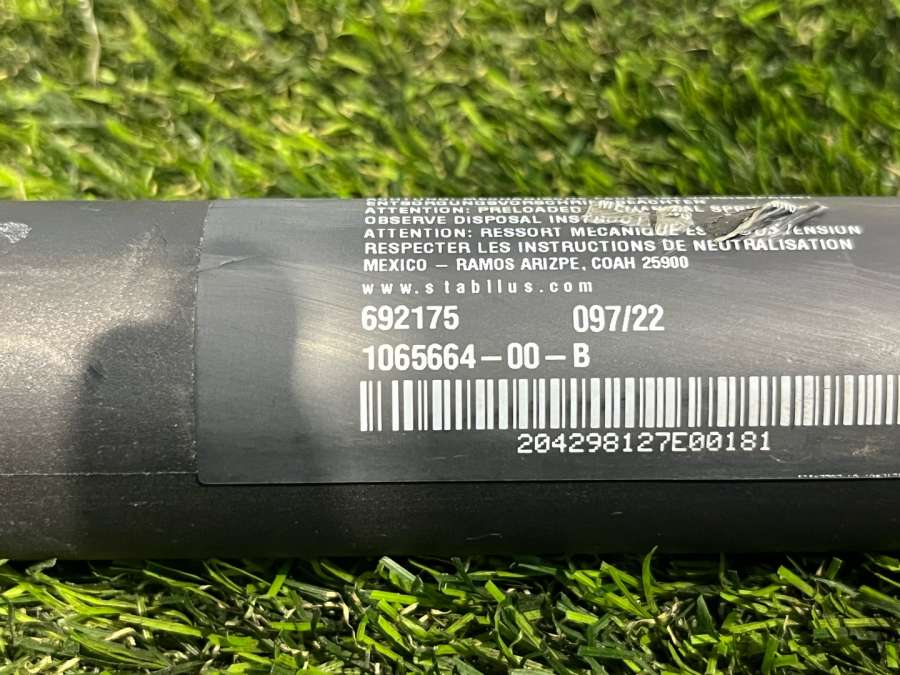 ATTENTION: PRELOADED
OBSERVE DISPOSAL
ATTENTION: RESSORT MECANIQUE
RESPECTER LES INSTRUCTIONS DE NEUTRALISATION
MEXICO – RAMOS ARIZPE, COAH 25900
www.stabilus.com
692175 097/22
1065664-00-B
204298127E00181